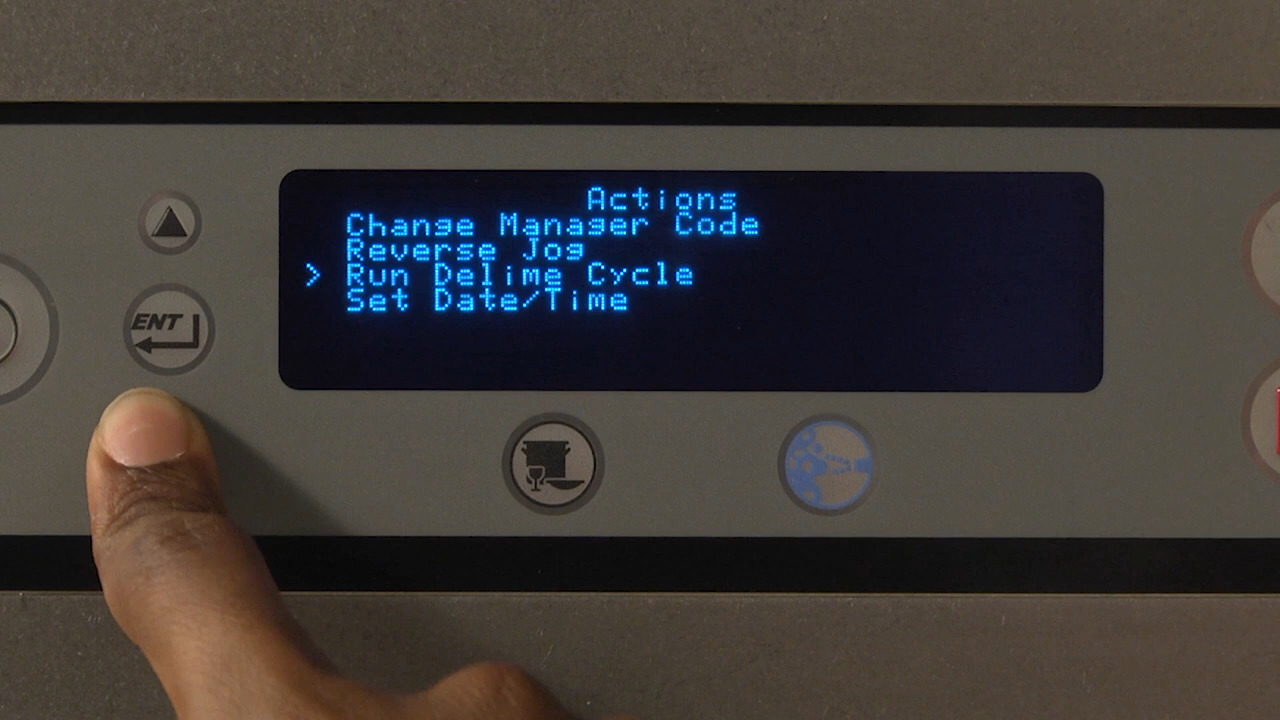 Actions
Change Manager Code
Reverse Jog
> Run Delime Cycle
Set Date/Time
ENT